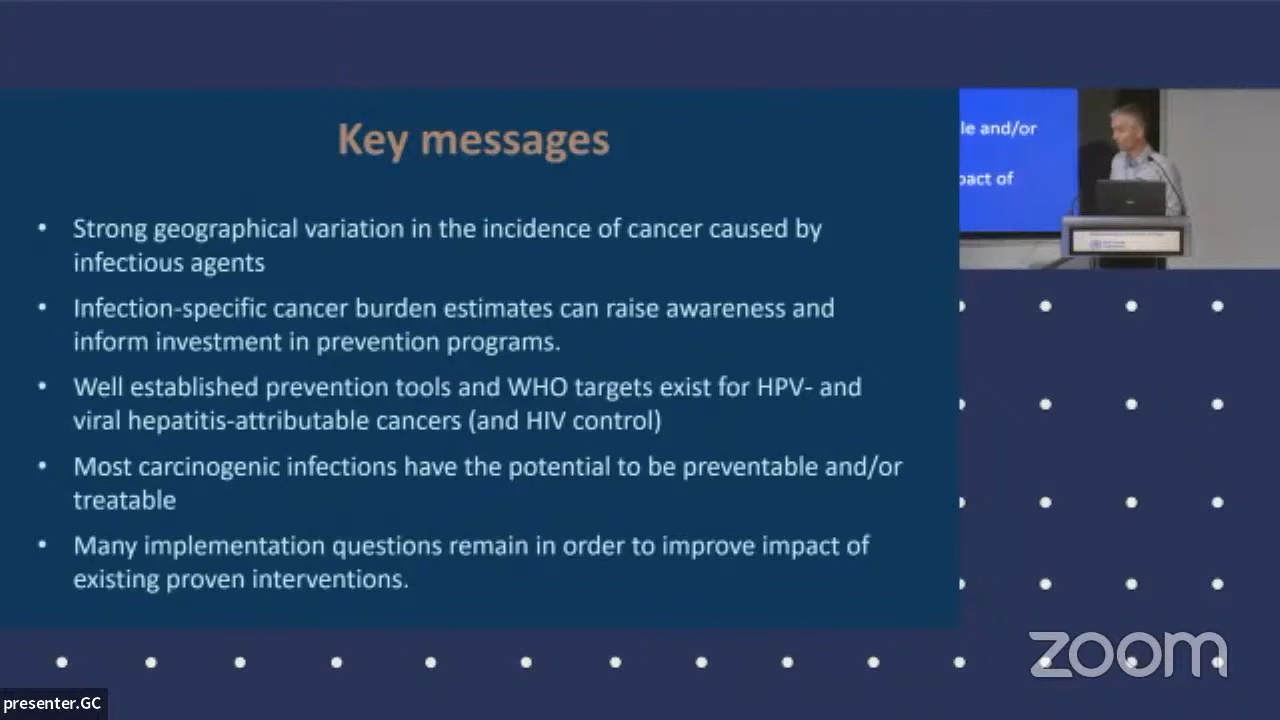 Key messages
• Strong geographical variation in the incidence of cancer caused by
infectious agents
• Infection-specific cancer burden estimates can raise awareness and
inform investment in prevention programs.
• Well established prevention tools and WHO targets exist for HPV- and
viral hepatitis-attributable cancers (and HIV control)
• Most carcinogenic infections have the potential to be preventable and/or
treatable
• Many implementation questions remain in order to improve impact of
existing proven interventions.
le and/or
pact of
zoom
presenter.GC